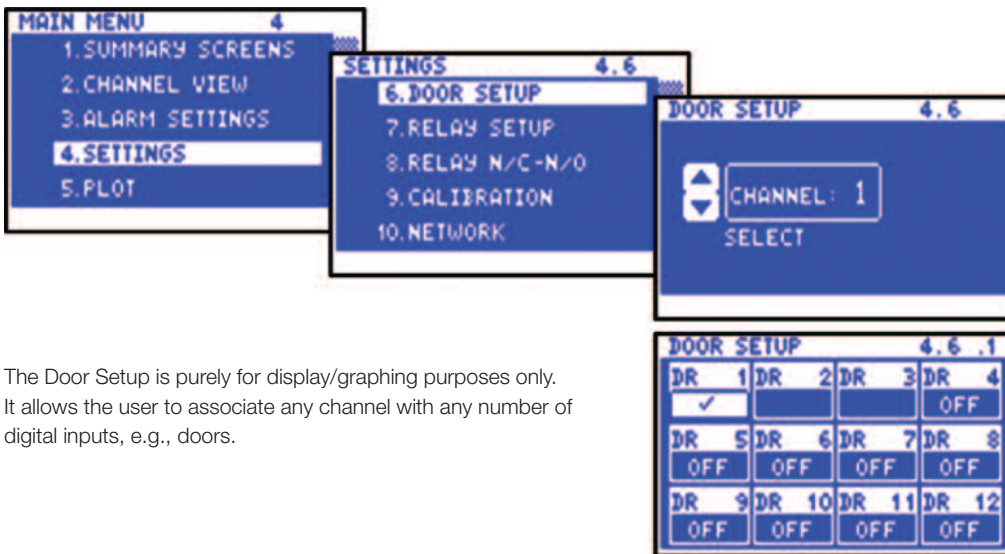 MAIN MENU 4
1.SUMMARY SCREENS
2.CHANNEL VIEW
3.ALARM SETTINGS
4.SETTINGS
5.PLOT
SETTINGS 4.6
6.DOOR SETUP
7.RELAY SETUP
8.RELAY N/C-N/O
9.CALIBRATION
10.NETWORK
DOOR SETUP 4.6
CHANNEL: 1
SELECT
The Door Setup is purely for display/graphing purposes only.
It allows the user to associate any channel with any number of
digital inputs, e.g., doors.
DOOR SETUP 4.6 .1
DR 1 DR 2 DR 3 DR 4
✓ OFF
DR 5 DR 6 DR 7 DR 8
OFF OFF OFF OFF
DR 9 DR 10 DR 11 DR 12
OFF OFF OFF OFF